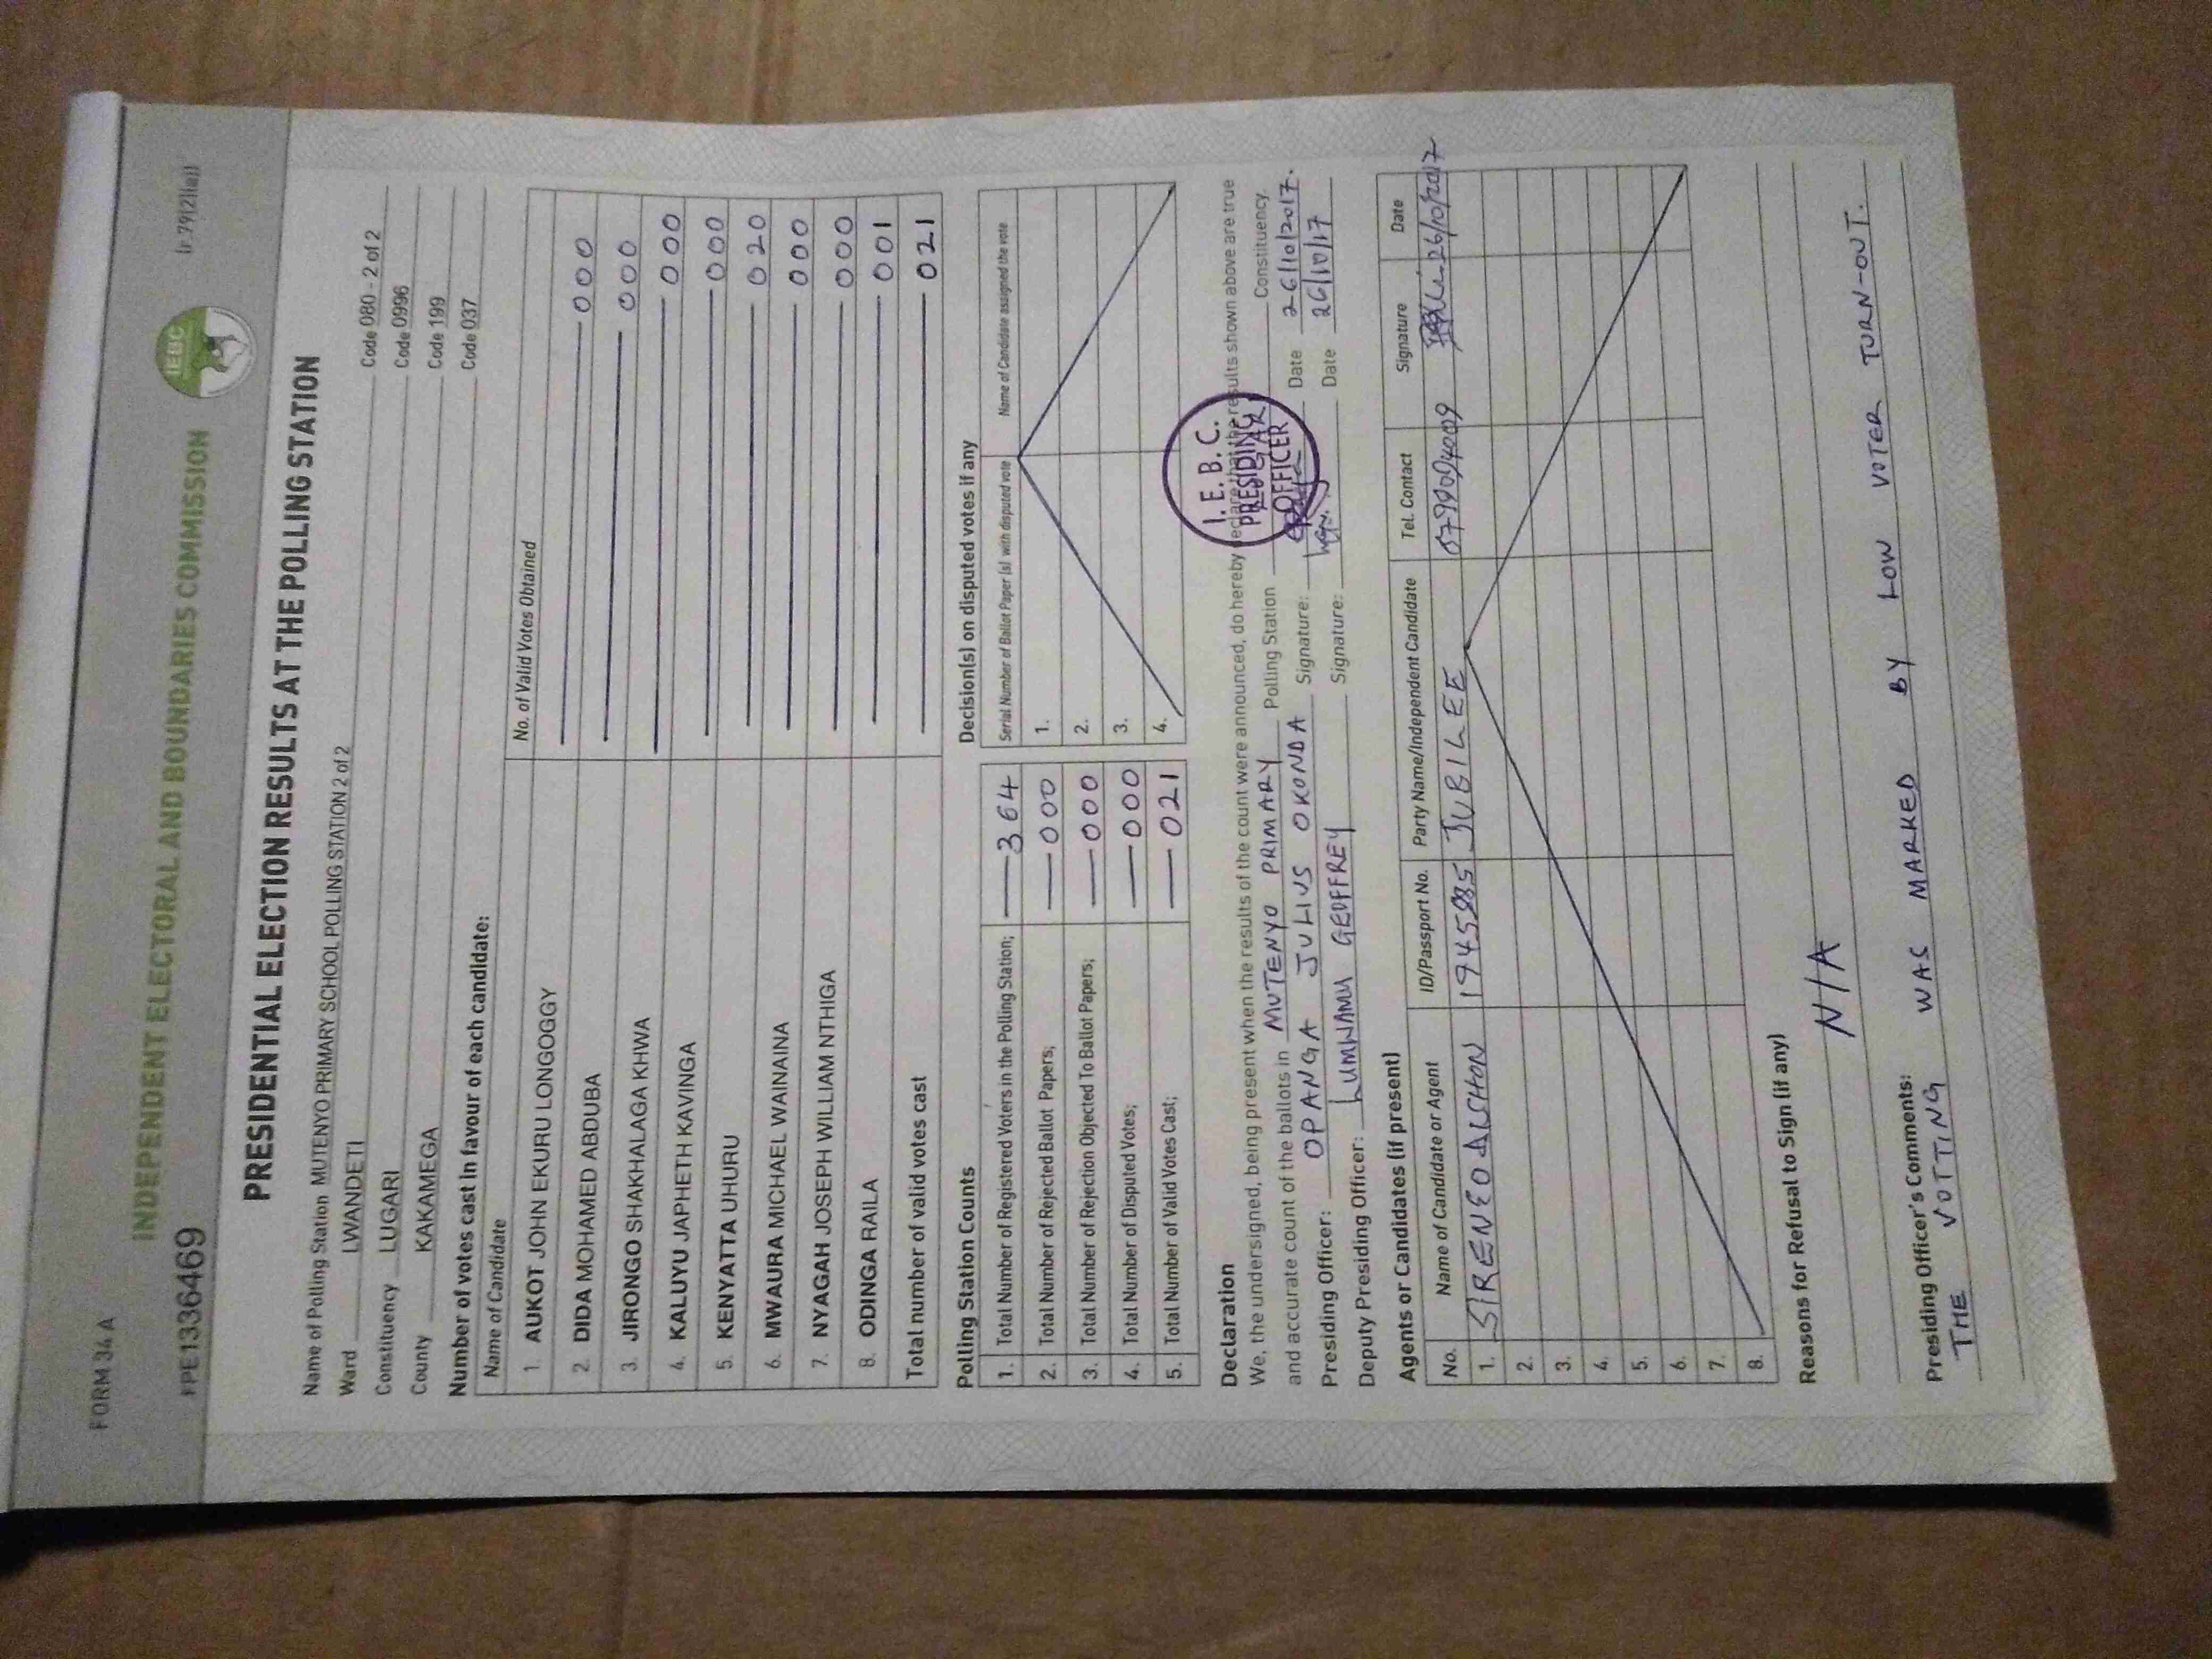 FORM 34 A
(r. 79(2)(a))
INDEPENDENT ELECTORAL AND BOUNDARIES COMMISSION
IEBC
FPE1336469
PRESIDENTIAL ELECTION RESULTS AT THE POLLING STATION
Name of Polling Station MUTENYO PRIMARY SCHOOL POLLING STATION 2 of 2 Code 080 - 2 of 2
Ward LWANDETI Code 0996
Constituency LUGARI Code 199
County KAKAMEGA Code 037
Number of votes cast in favour of each candidate:
Name of Candidate No. of Valid Votes Obtained
1. AUKOT JOHN EKURU LONGOGGY 000
2. DIDA MOHAMED ABDUBA 000
3. JIRONGO SHAKHALAGA KHWA 000
4. KALUYU JAPHETH KAVINGA 000
5. KENYATTA UHURU 020
6. MWAURA MICHAEL WAINAINA 000
7. NYAGAH JOSEPH WILLIAM NTHIGA 000
8. ODINGA RAILA 001
Total number of valid votes cast 021
Polling Station Counts
1. Total Number of Registered Voters in the Polling Station; 364
2. Total Number of Rejected Ballot Papers; 000
3. Total Number of Rejection Objected To Ballot Papers; 000
4. Total Number of Disputed Votes; 000
5. Total Number of Valid Votes Cast; 021
Decision(s) on disputed votes if any
Serial Number of Ballot Paper (s) with disputed vote Name of Candidate assigned the vote
1.
2.
3.
4.
Declaration
We, the undersigned, being present when the results of the count were announced, do hereby declare that the results shown above are true
and accurate count of the ballots in MUTENYO PRIMARY Polling Station Constituency.
Presiding Officer: OPANGA JULIUS OKONDA Signature: Date 26/10/2017.
Deputy Presiding Officer: LUMWAMU GEOFFREY Signature: Date 26/10/17
I. E. B. C.
PRESIDING
OFFICER
Agents or Candidates (if present)
No. Name of Candidate or Agent ID/Passport No. Party Name/Independent Candidate Tel. Contact Signature Date
1. SIRENEO JUBILEE 26/10/2017
2.
3.
4.
5.
6.
7.
8.
Reasons for Refusal to Sign (if any)
N/A
Presiding Officer's Comments:
THE VOTING WAS MARKED BY LOW VOTER TURN-OUT.